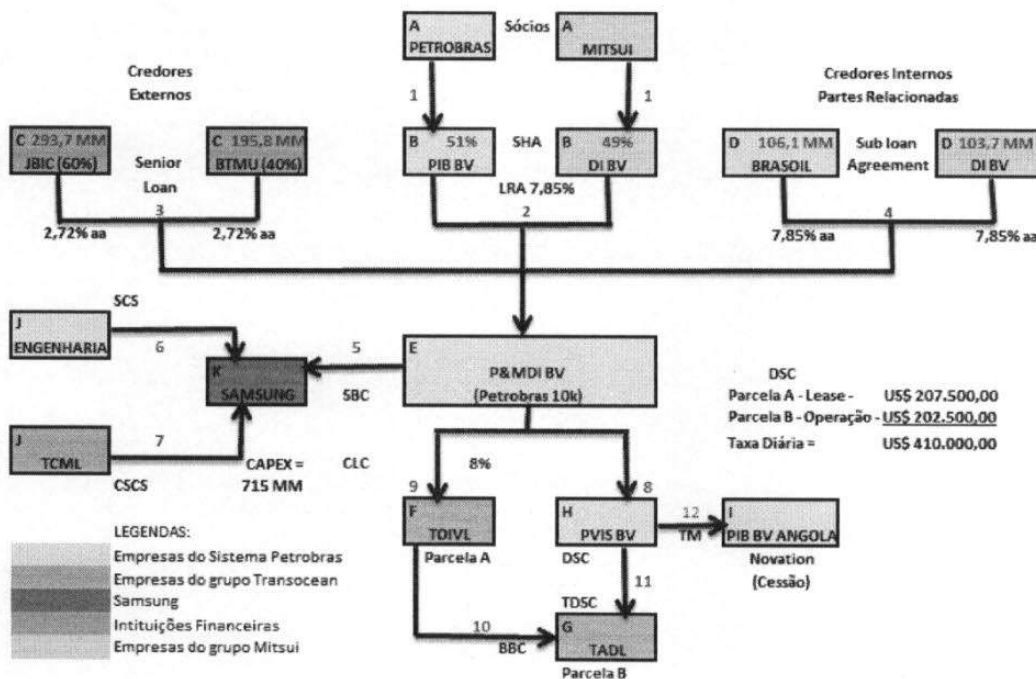 A
PETROBRAS
Sócios
A
MITSUI
Credores
Externos
1
1
Credores Internos
Partes Relacionadas
C 293,7 MM
JBIC (60%)
Senior
Loan
C 195,8 MM
BTMU (40%)
B 51%
PIB BV
SHA
B 49%
DI BV
D 106,1 MM
BRASOIL
Sub loan
Agreement
D 103,7 MM
DI BV
LRA 7,85%
3
2
4
2,72% aa
2,72% aa
7,85% aa
7,85% aa
SCS
J
ENGENHARIA
6
5
K
SAMSUNG
SBC
E
P&MDI BV
(Petrobras 10k)
DSC
Parcela A - Lease - US$ 207.500,00
Parcela B - Operação - US$ 202.500,00
Taxa Diária = US$ 410.000,00
J
TCML
7
CSCS
CAPEX =
715 MM
CLC
8%
9
8
F
TOIVL
Parcela A
H
PVIS BV
DSC
12
TM
I
PIB BV ANGOLA
Novation
(Cessão)
11
TDSC
10
BBC
G
TADL
Parcela B
LEGENDAS:
Empresas do Sistema Petrobras
Empresas do grupo Transocean
Samsung
Intituições Financeiras
Empresas do grupo Mitsui